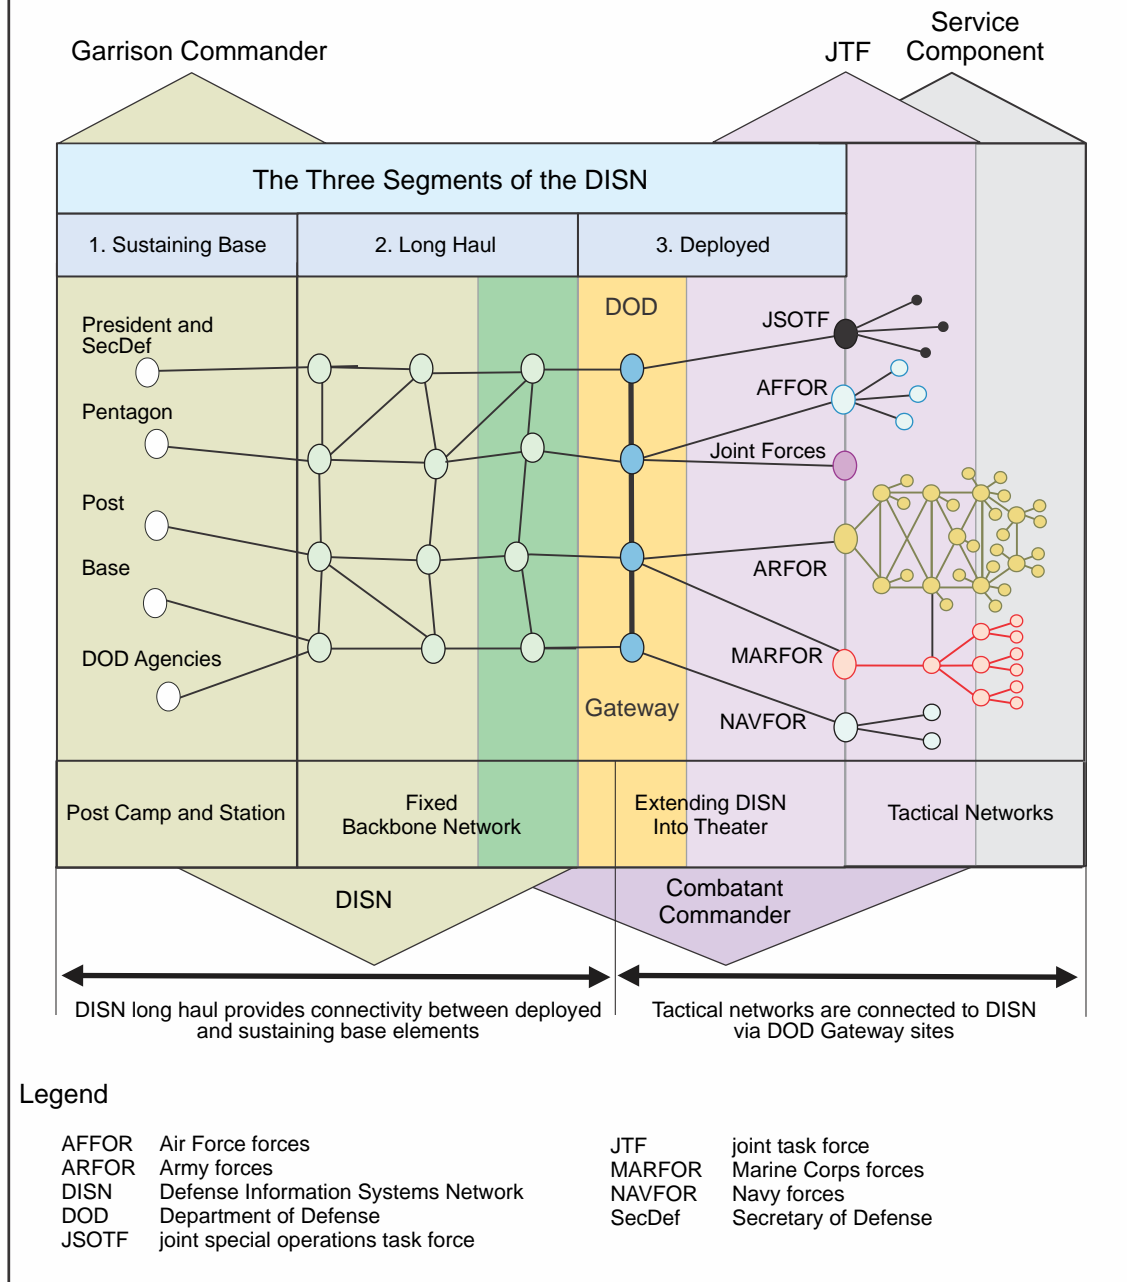 Garrison Commander
JTF
Service
Component
The Three Segments of the DISN
1. Sustaining Base
2. Long Haul
3. Deployed
DOD
President and
SecDef
Pentagon
Post
Base
DOD Agencies
JSOTF
AFFOR
Joint Forces
ARFOR
MARFOR
NAVFOR
Gateway
Post Camp and Station
Fixed
Backbone Network
Extending DISN
Into Theater
Tactical Networks
DISN
Combatant
Commander
DISN long haul provides connectivity between deployed
and sustaining base elements
Tactical networks are connected to DISN
via DOD Gateway sites
Legend
AFFOR Air Force forces
ARFOR Army forces
DISN Defense Information Systems Network
DOD Department of Defense
JSOTF joint special operations task force
JTF joint task force
MARFOR Marine Corps forces
NAVFOR Navy forces
SecDef Secretary of Defense